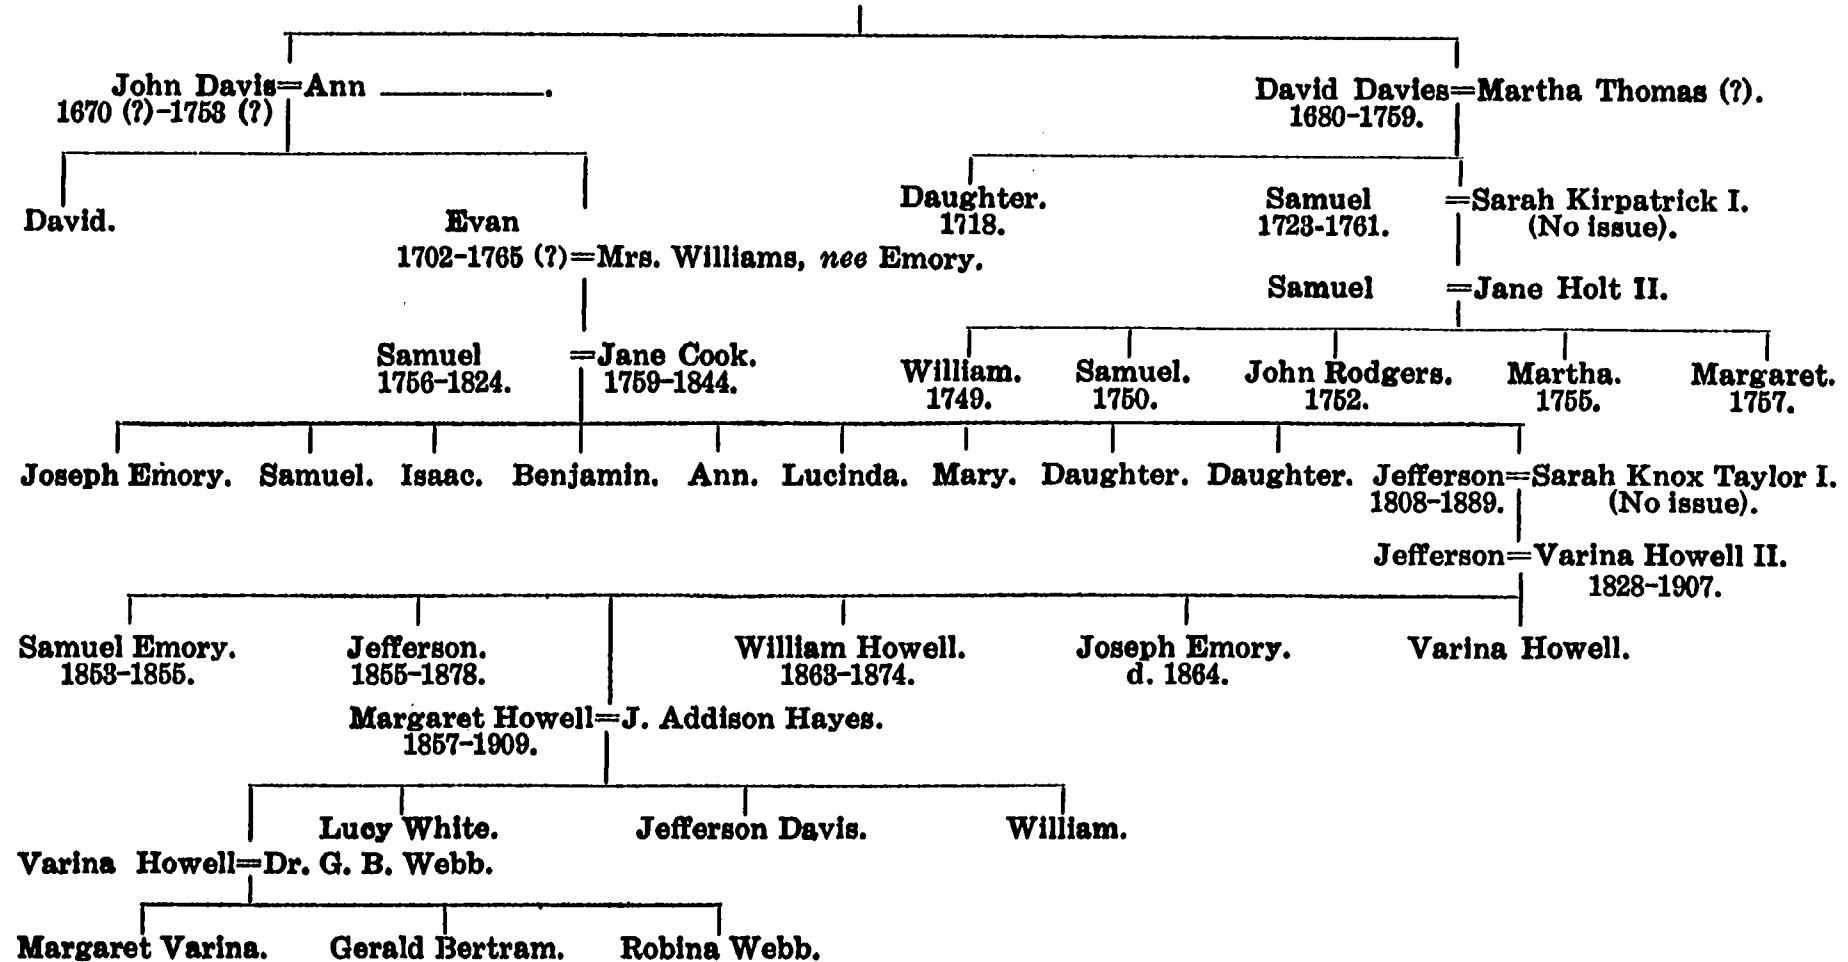 John Davis=Ann ―――.
1670 (?)-1753 (?)
David Davies=Martha Thomas (?).
1680-1759.
David.
Evan
1702-1765 (?)=Mrs. Williams, nee Emory.
Daughter.
1718.
Samuel =Sarah Kirpatrick I.
1723-1761. (No issue).
Samuel =Jane Holt II.
Samuel =Jane Cook.
1756-1824. 1759-1844.
William. Samuel. John Rodgers. Martha. Margaret.
1749. 1750. 1752. 1755. 1757.
Joseph Emory. Samuel. Isaac. Benjamin. Ann. Lucinda. Mary. Daughter. Daughter. Jefferson=Sarah Knox Taylor I.
1808-1889. (No issue).
Jefferson=Varina Howell II.
1828-1907.
Samuel Emory. Jefferson. William Howell. Joseph Emory. Varina Howell.
1853-1855. 1855-1878. 1863-1874. d. 1864.
Margaret Howell=J. Addison Hayes.
1857-1909.
Lucy White. Jefferson Davis. William.
Varina Howell=Dr. G. B. Webb.
Margaret Varina. Gerald Bertram. Robina Webb.